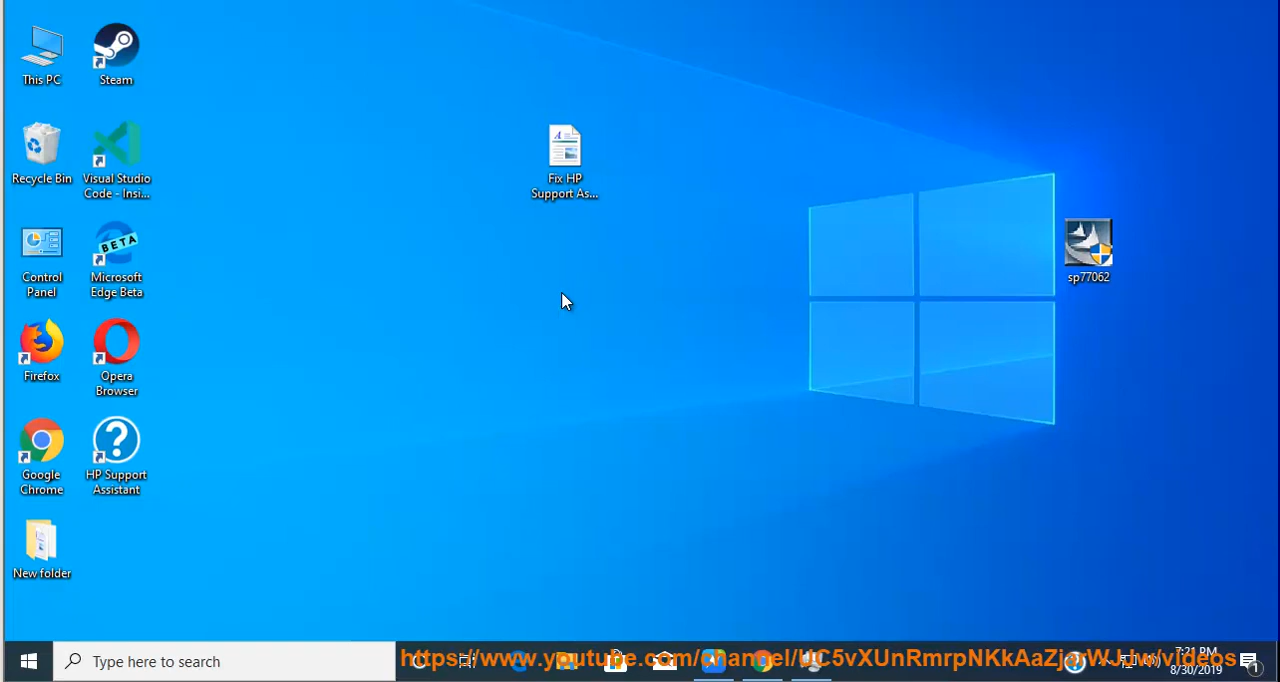 This PC
Steam
Recycle Bin
Visual Studio
Code - Insi...
Control
Panel
BETA
Microsoft
Edge Beta
Firefox
Opera
Browser
Google
Chrome
HP Support
Assistant
New folder
A
Fix HP
Support As...
sp77062
Type here to search
https://www.youtube.com/channel/UC5vXUnRmrpNKkAaZjarWJJw/videos
7:21 PM
8/30/2019
1